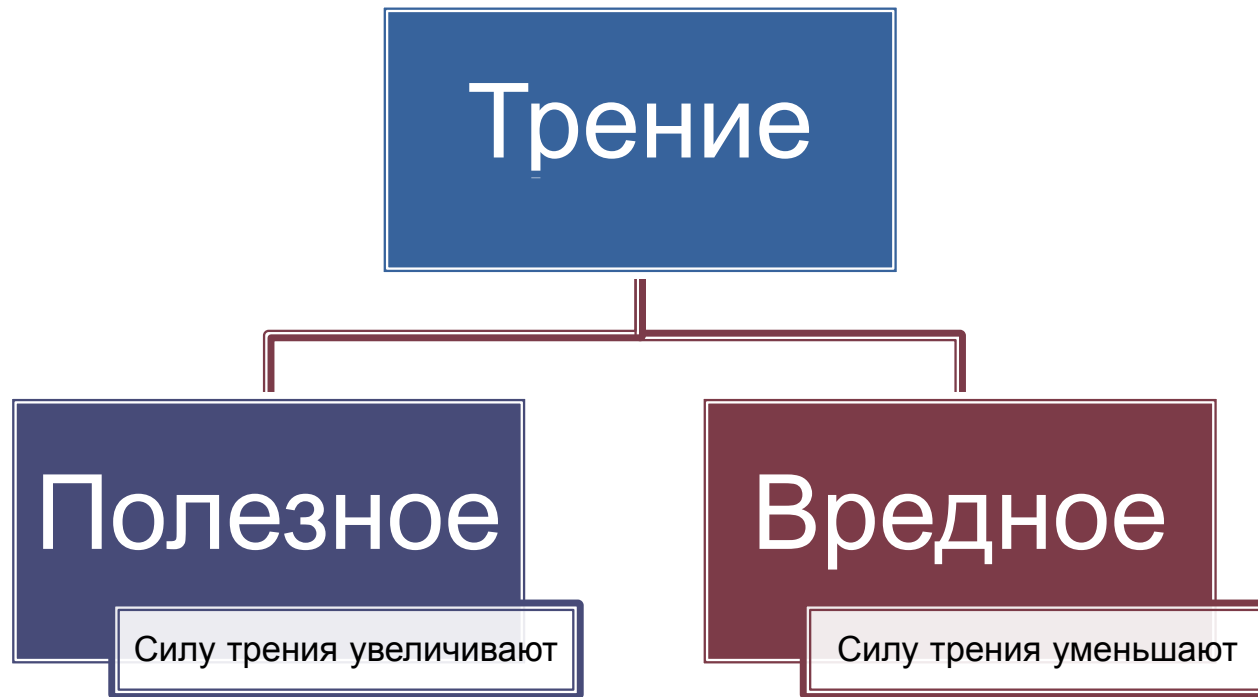 Трение
Полезное
Силу трения увеличивают
Вредное
Силу трения уменьшают